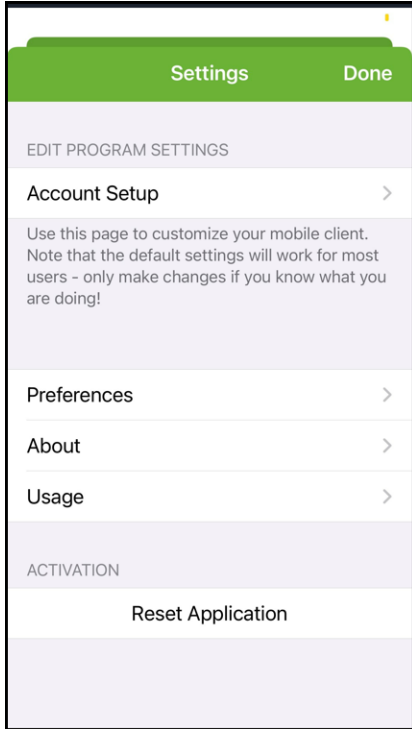 Settings
Done
EDIT PROGRAM SETTINGS
Account Setup
Use this page to customize your mobile client.
Note that the default settings will work for most
users - only make changes if you know what you
are doing!
Preferences
About
Usage
ACTIVATION
Reset Application